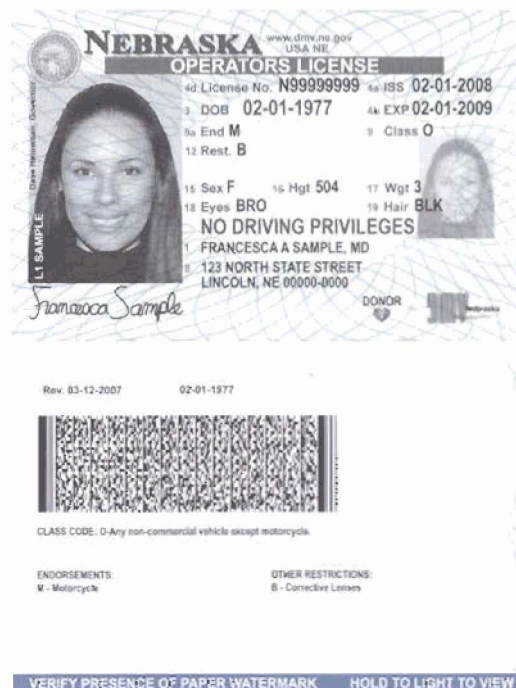 NEBRASKA www.dmv.ne.gov
USA NE
OPERATORS LICENSE
4d License No. N99999999 4a ISS 02-01-2008
3 DOB 02-01-1977 4b EXP 02-01-2009
9a End M 9 Class O
12 Rest. B
15 Sex F 16 Hgt 504 17 Wgt 3
18 Eyes BRO 19 Hair BLK
NO DRIVING PRIVILEGES
1 FRANCESCA A SAMPLE, MD
8 123 NORTH STATE STREET
LINCOLN, NE 00000-0000
DONOR
Nebraska
Dave Heineman, Governor
L1 SAMPLE
Francesca Sample
Rev. 03-12-2007 02-01-1977
CLASS CODE: O-Any non-commercial vehicle except motorcycle.
ENDORSEMENTS: OTHER RESTRICTIONS:
M - Motorcycle B - Corrective Lenses
VERIFY PRESENCE OF PAPER WATERMARK HOLD TO LIGHT TO VIEW